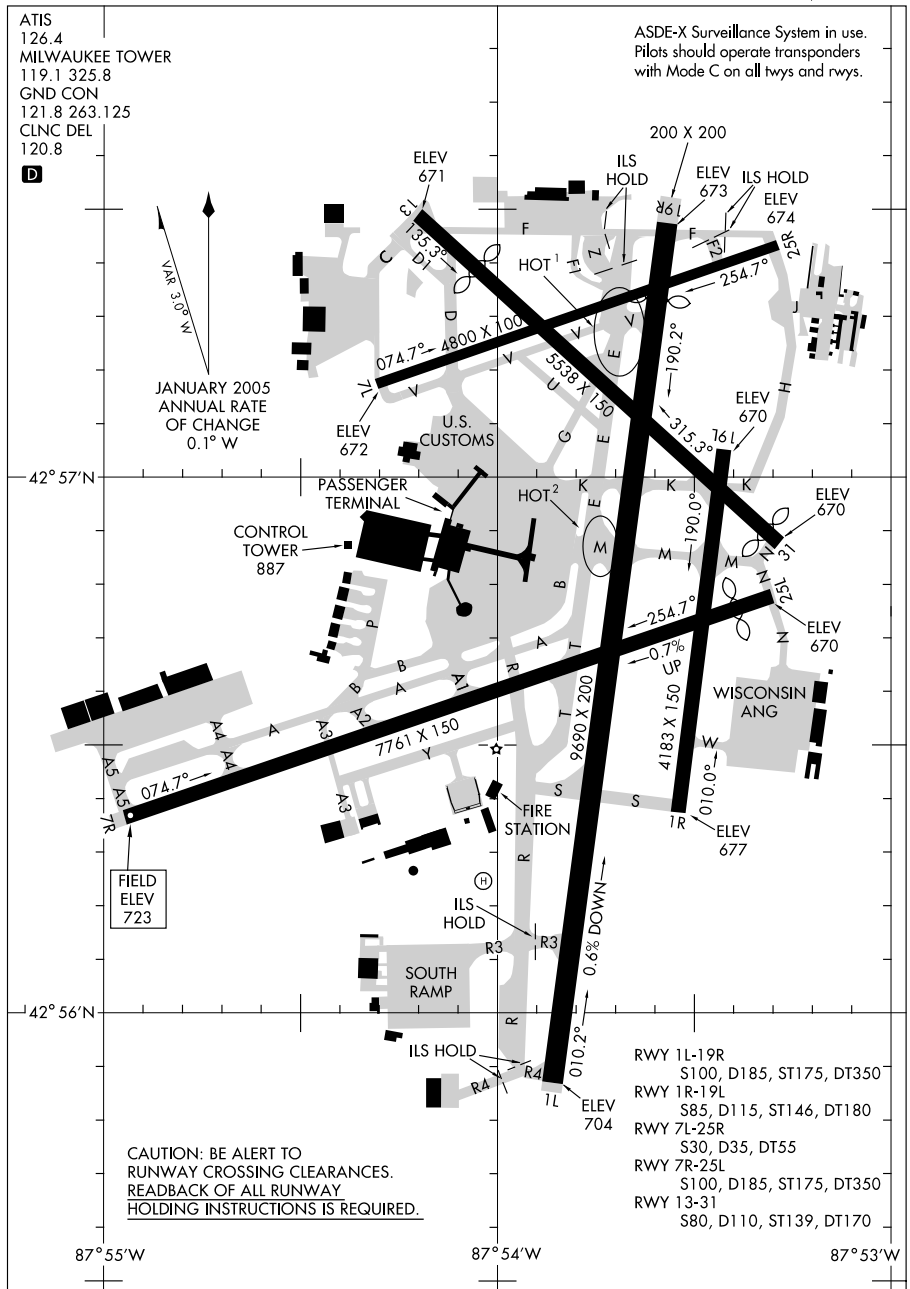 ATIS
126.4
MILWAUKEE TOWER
119.1 325.8
GND CON
121.8 263.125
CLNC DEL
120.8
D
ASDE-X Surveillance System in use.
Pilots should operate transponders
with Mode C on all twys and rwys.
200 X 200
ELEV
671
ILS
HOLD
ELEV
673
ILS HOLD
ELEV
674
13
135.3°
C
D1
F
F1
Z
19R
F
F2
25R
HOT 1
254.7°
VAR 3.0° W
JANUARY 2005
ANNUAL RATE
OF CHANGE
0.1° W
D
J
074.7°
4800 X 100
V
V
V
V
V
E
190.2°
7L
ELEV
672
U
5538 X 150
H
ELEV
670
U.S.
CUSTOMS
G
E
315.3°
19L
42°57'N
PASSENGER
TERMINAL
K
K
K
K
HOT 2
E
190.0°
ELEV
670
31
CONTROL
TOWER
887
M
M
M
N
N
N
B
25L
254.7°
0.7%
UP
ELEV
670
P
B
B
A
T
R
A
A1
T
N
WISCONSIN
ANG
A4
A
A3
A2
7761 X 150
9690 X 200
4183 X 150
A4
Y
W
A5
A5
074.7°
A3
S
S
010.0°
7R
FIRE
STATION
1R
ELEV
677
FIELD
ELEV
723
R
H
ILS
HOLD
0.6% DOWN
R3
R3
SOUTH
RAMP
42°56'N
R
010.2°
ILS HOLD
R4
R4
1L
ELEV
704
RWY 1L-19R
S100, D185, ST175, DT350
RWY 1R-19L
S85, D115, ST146, DT180
RWY 7L-25R
S30, D35, DT55
RWY 7R-25L
S100, D185, ST175, DT350
RWY 13-31
S80, D110, ST139, DT170
CAUTION: BE ALERT TO
RUNWAY CROSSING CLEARANCES.
READBACK OF ALL RUNWAY
HOLDING INSTRUCTIONS IS REQUIRED.
87°55'W
87°54'W
87°53'W